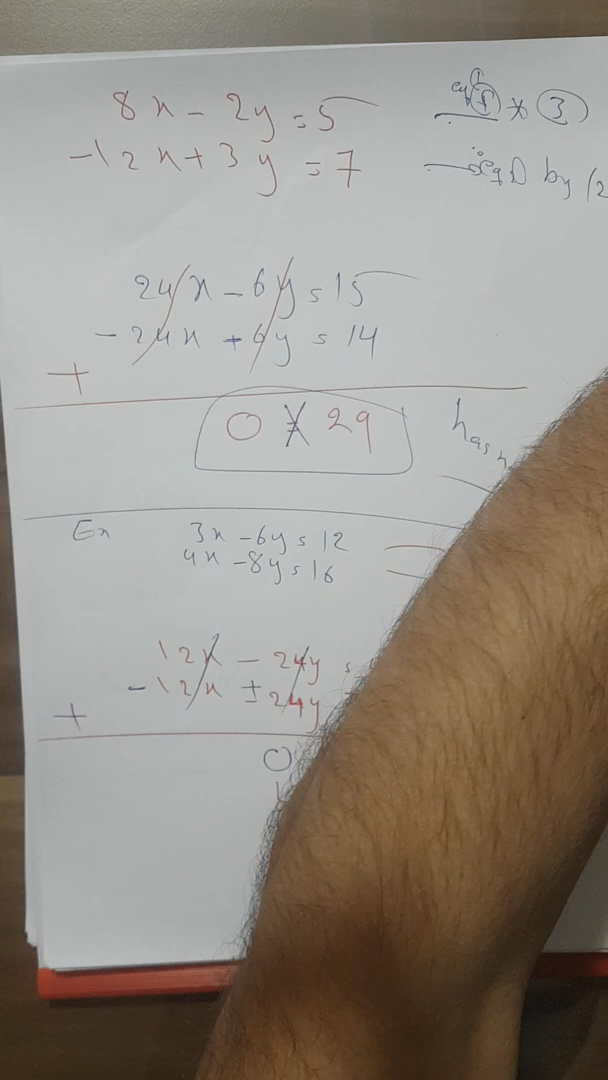 8x - 2y = 5 * 3
-12x + 3y = 7 by
24x - 6y = 15
- 24x + 6y = 14
+
0 ≠ 29 has
Ex 3x - 6y = 12
4x - 8y = 16
12x - 24y =
- 12x ± 24y
+
0